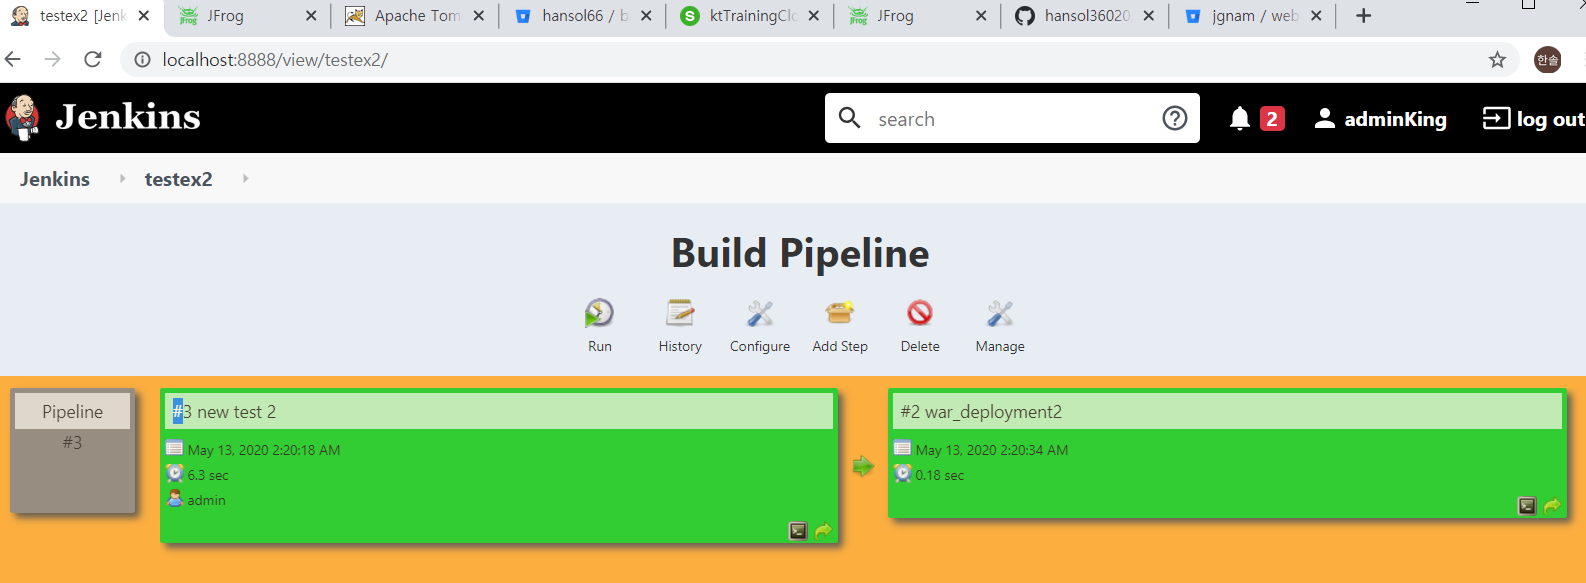 testex2 [Jenk
JFrog
Apache Tom
hansol66 / b
ktTrainingClo
JFrog
hansol36020
jgnam / web
localhost:8888/view/testex2/
한솔
Jenkins
search
2
adminKing
log out
Jenkins
testex2
Build Pipeline
Run
History
Configure
Add Step
Delete
Manage
Pipeline
#3
#3 new test 2
May 13, 2020 2:20:18 AM
6.3 sec
admin
#2 war_deployment2
May 13, 2020 2:20:34 AM
0.18 sec